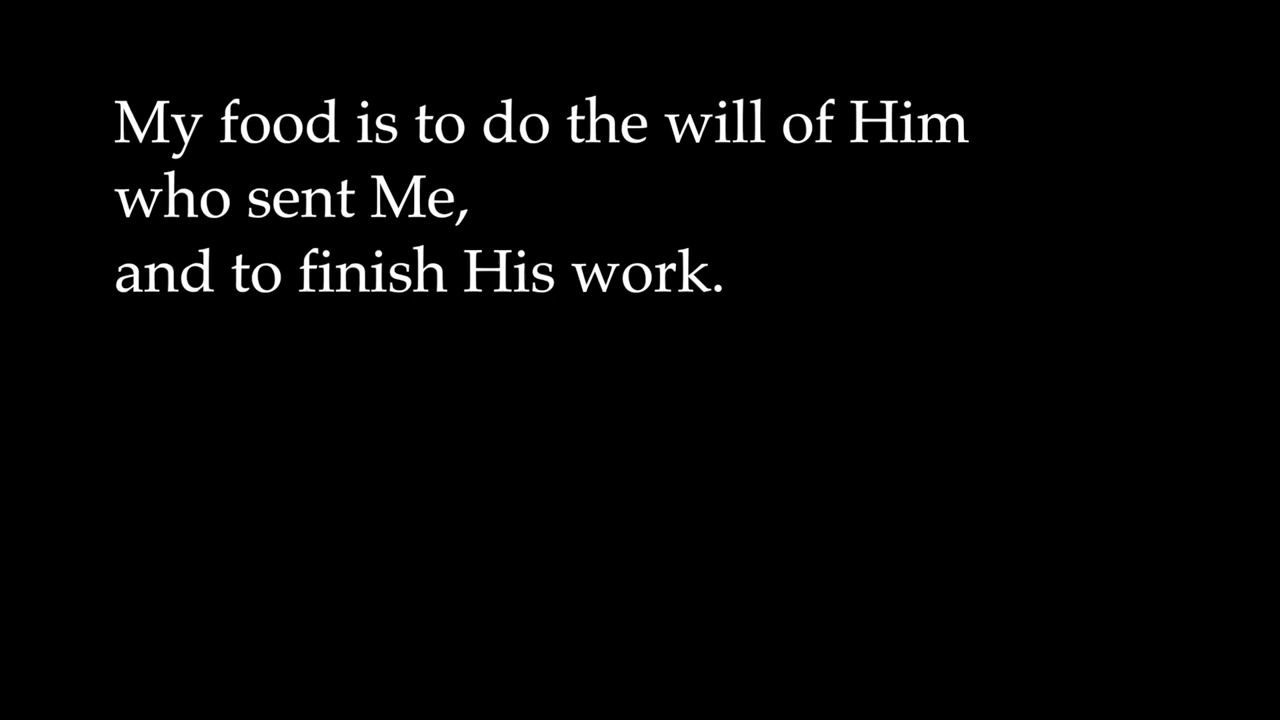 My food is to do the will of Him
who sent Me,
and to finish His work.